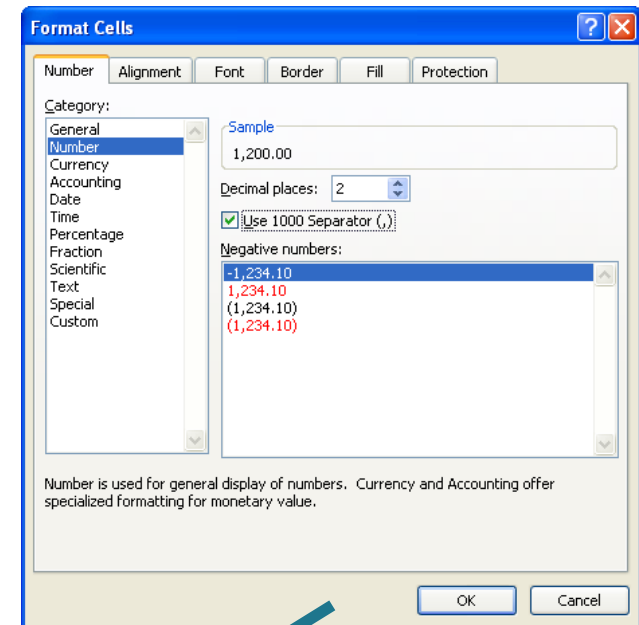 Format Cells
Number Alignment Font Border Fill Protection
Category:
General
Number
Currency
Accounting
Date
Time
Percentage
Fraction
Scientific
Text
Special
Custom
Sample
1,200.00
Decimal places: 2
Use 1000 Separator (,)
Negative numbers:
-1,234.10
1,234.10
(1,234.10)
(1,234.10)
Number is used for general display of numbers. Currency and Accounting offer
specialized formatting for monetary value.
OK Cancel